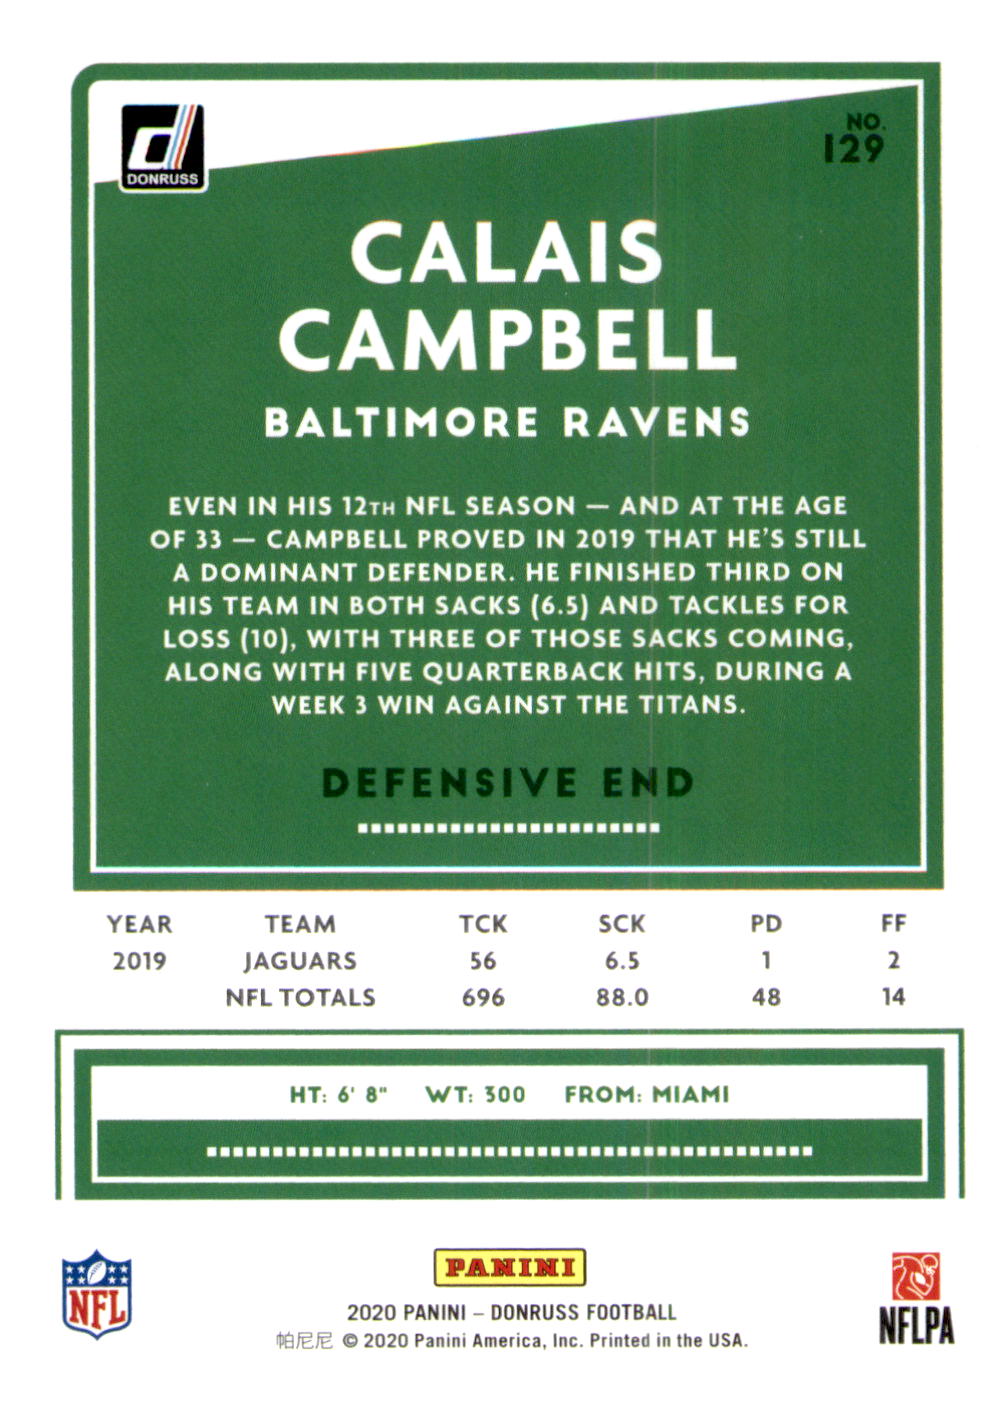 DONRUSS
NO.
129
CALAIS
CAMPBELL
BALTIMORE RAVENS
EVEN IN HIS 12TH NFL SEASON — AND AT THE AGE
OF 33 — CAMPBELL PROVED IN 2019 THAT HE'S STILL
A DOMINANT DEFENDER. HE FINISHED THIRD ON
HIS TEAM IN BOTH SACKS (6.5) AND TACKLES FOR
LOSS (10), WITH THREE OF THOSE SACKS COMING,
ALONG WITH FIVE QUARTERBACK HITS, DURING A
WEEK 3 WIN AGAINST THE TITANS.
DEFENSIVE END
YEAR TEAM TCK SCK PD FF
2019 JAGUARS 56 6.5 1 2
NFL TOTALS 696 88.0 48 14
HT: 6' 8" WT: 300 FROM: MIAMI
NFL
PANINI
NFLPA
2020 PANINI – DONRUSS FOOTBALL
帕尼尼 © 2020 Panini America, Inc. Printed in the USA.